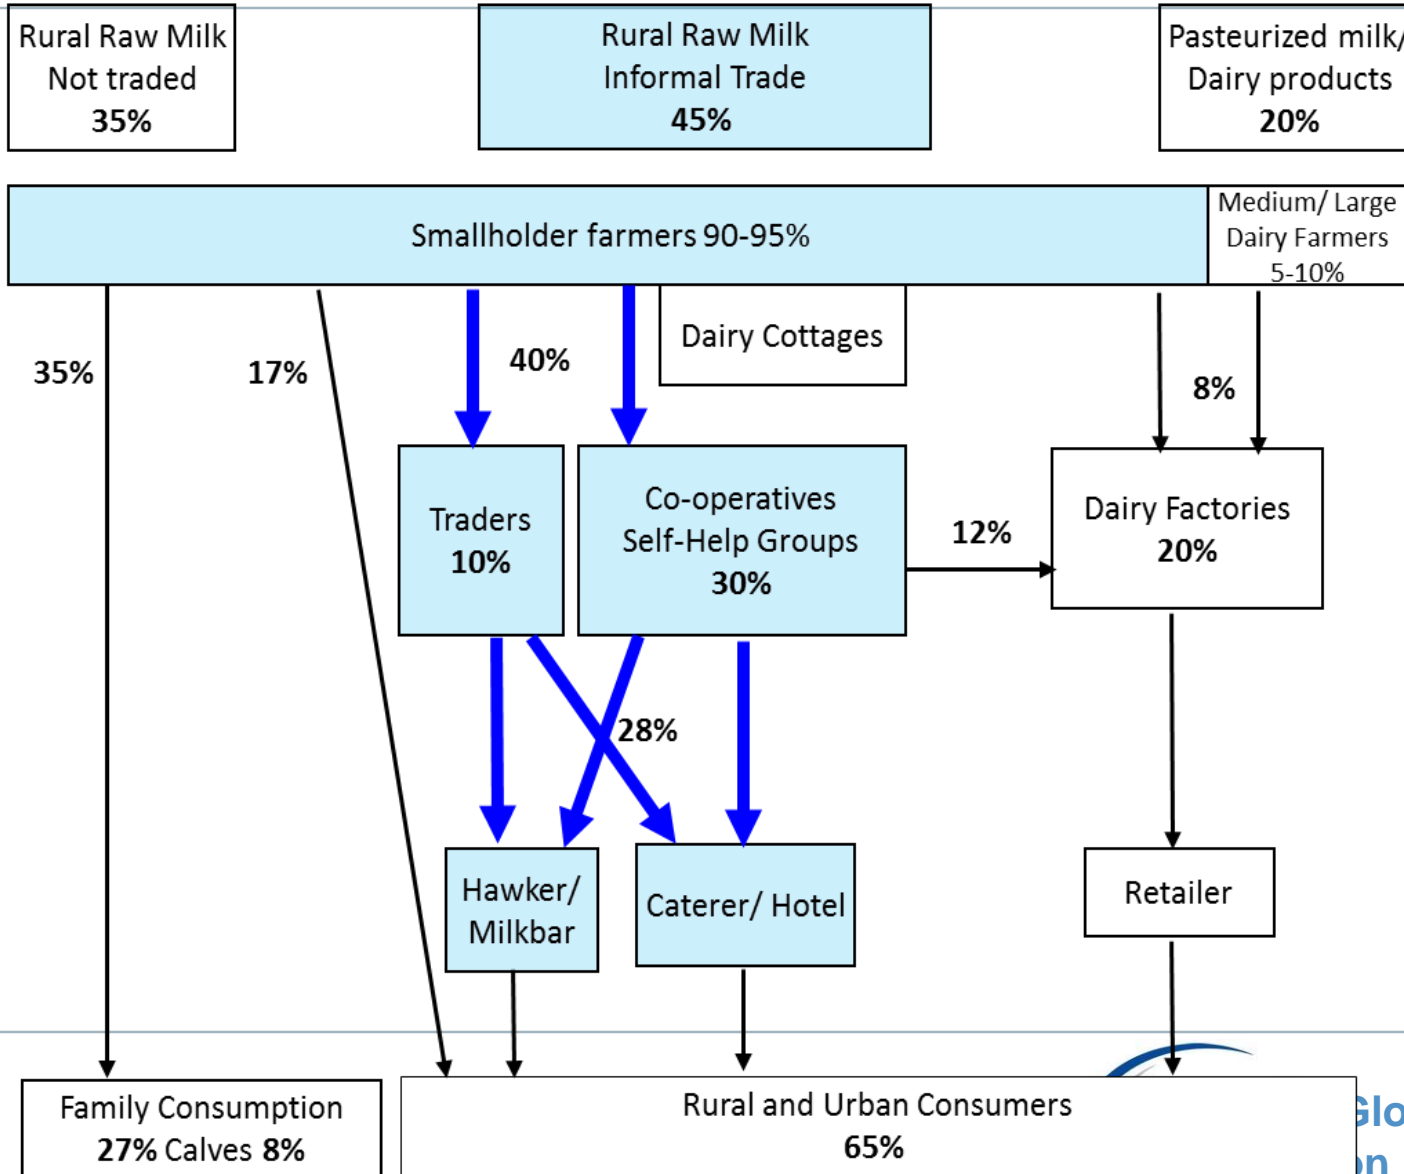 Rural Raw Milk
Not traded
35%
Rural Raw Milk
Informal Trade
45%
Pasteurized milk/
Dairy products
20%
Smallholder farmers 90-95%
Medium/ Large
Dairy Farmers
5-10%
35%
17%
40%
Dairy Cottages
8%
Traders
10%
Co-operatives
Self-Help Groups
30%
12%
Dairy Factories
20%
28%
Hawker/
Milkbar
Caterer/ Hotel
Retailer
Family Consumption
27% Calves 8%
Rural and Urban Consumers
65%